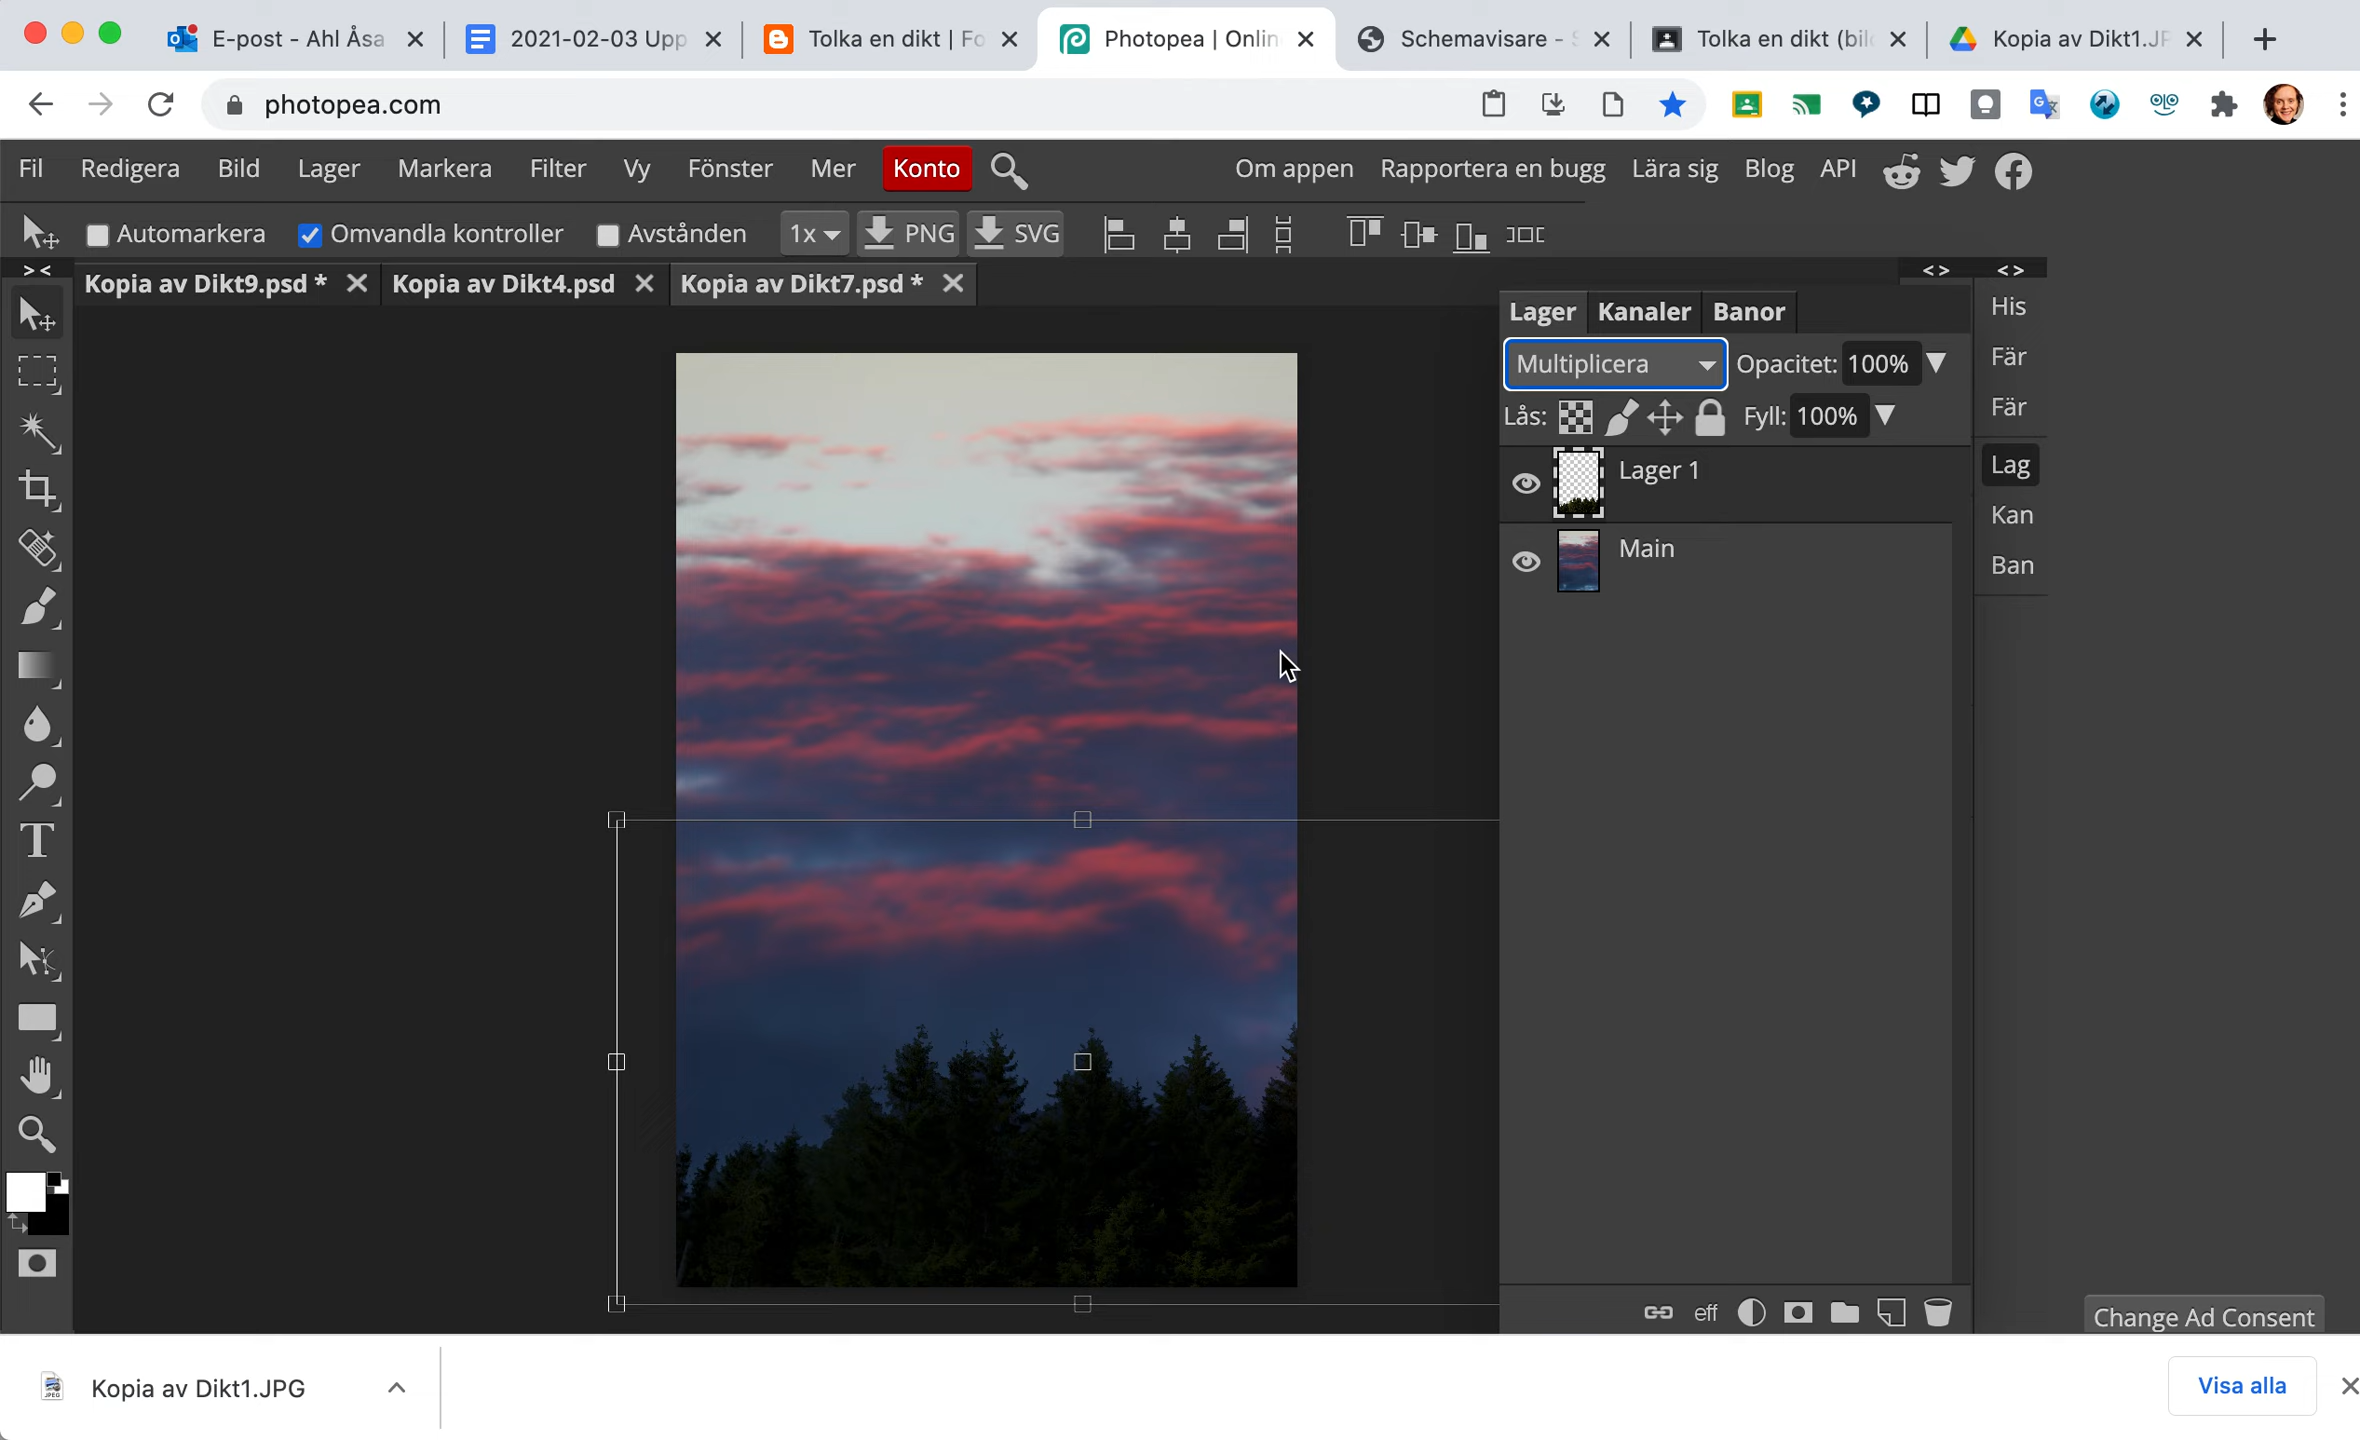 E-post - Ahl Åsa
2021-02-03 Upp
Tolka en dikt | Fo
Photopea | Onlin
Schemavisare - S
Tolka en dikt (bil
Kopia av Dikt1.JP
photopea.com
Fil Redigera Bild Lager Markera Filter Vy Fönster Mer Konto Om appen Rapportera en bugg Lära sig Blog API
Automarkera Omvandla kontroller Avstånden 1x PNG SVG
Kopia av Dikt9.psd * Kopia av Dikt4.psd Kopia av Dikt7.psd *
Lager Kanaler Banor
Multiplicera Opacitet: 100%
Lås: Fyll: 100%
Lager 1
Main
His
Fär
Fär
Lag
Kan
Ban
eff
Change Ad Consent
Kopia av Dikt1.JPG
Visa alla